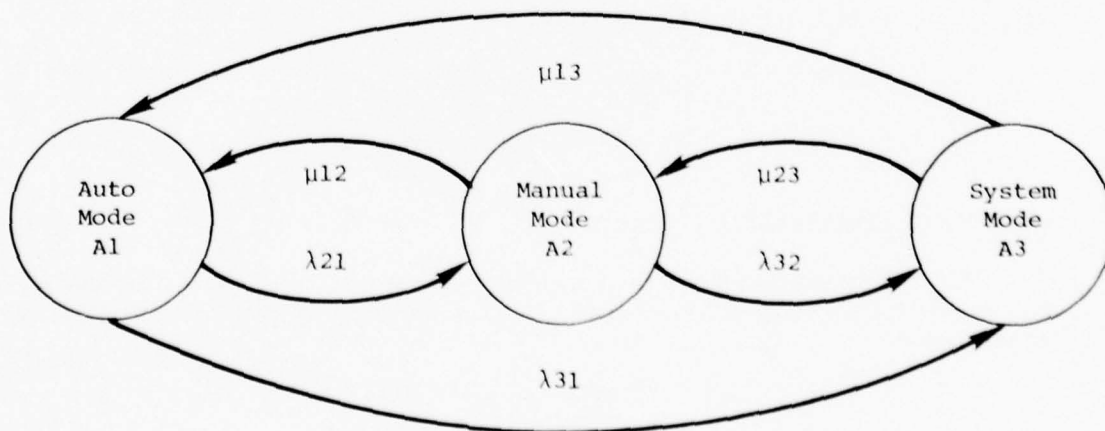 μ13
Auto
Mode
A1
μ12
λ21
Manual
Mode
A2
μ23
λ32
System
Mode
A3
λ31